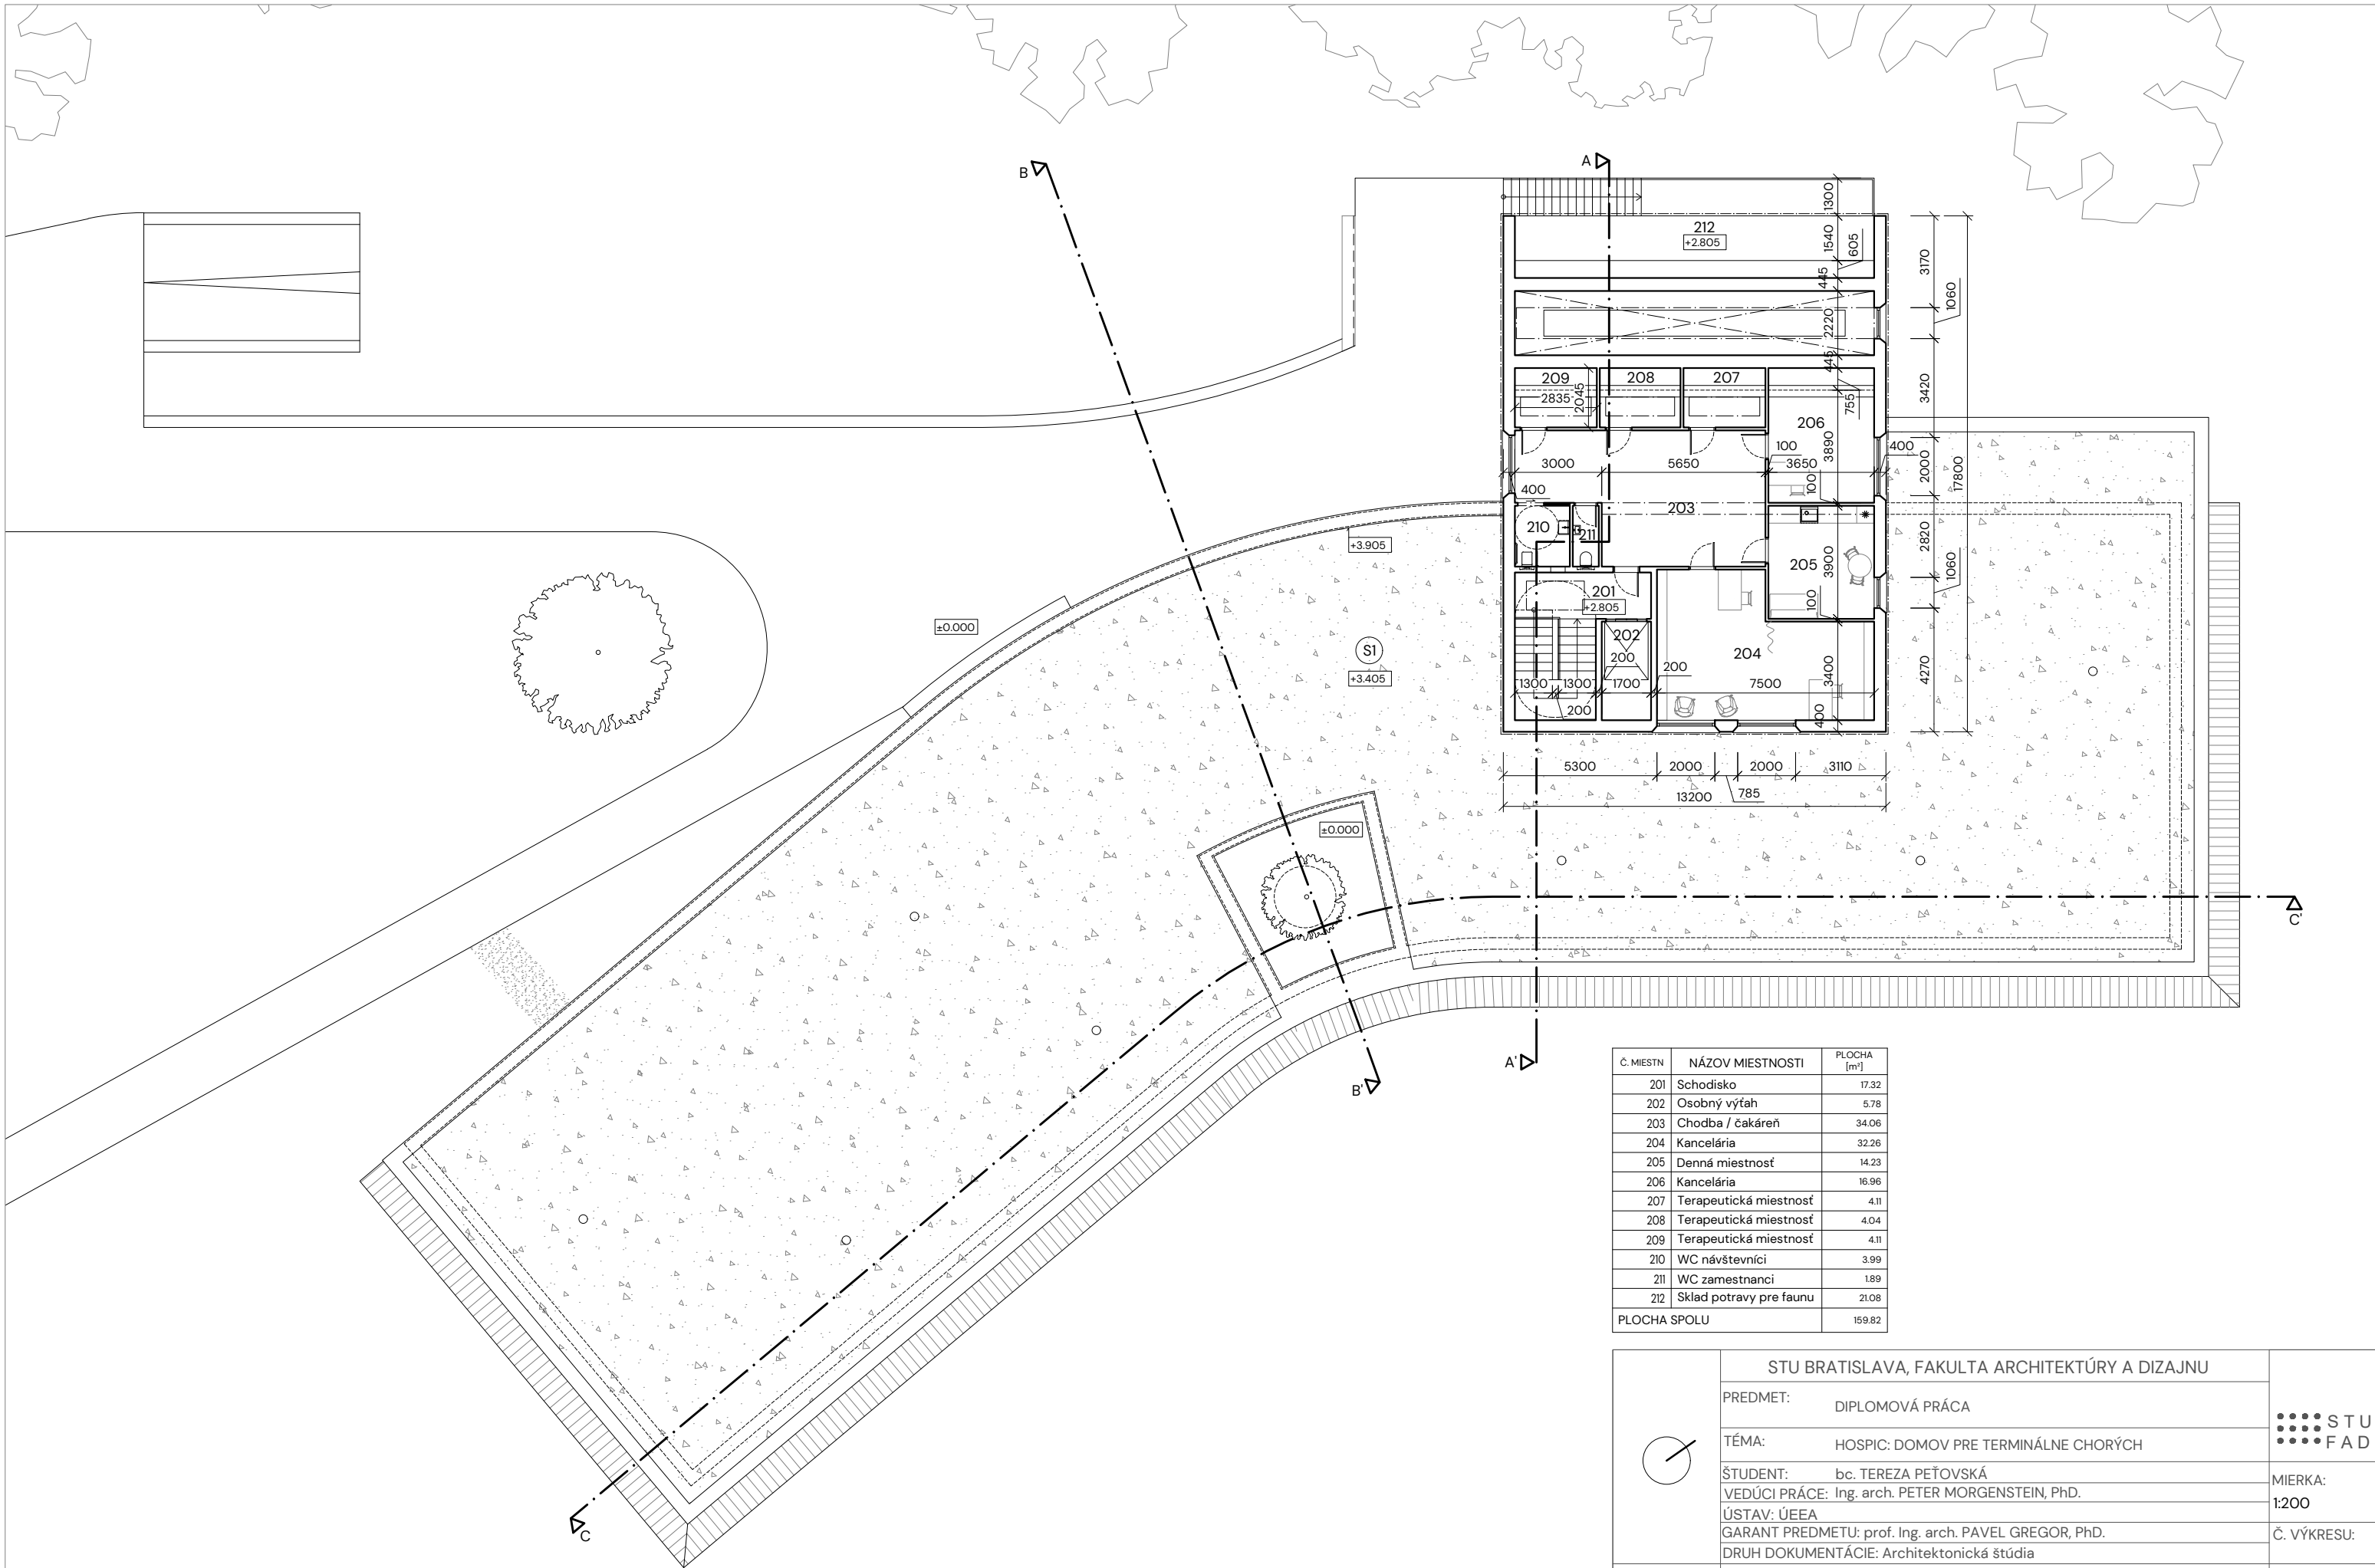 B
A
212
+2.805
1300
1540
605
445
2220
445
755
3170
1060
3420
2000
17800
2820
1060
4270
209
208
207
2835
2045
206
3890
100
400
3000
5650
3650
400
100
203
210
211
+3.905
205
3900
100
201
+2.805
±0.000
202
200
200
S1
+3.405
204
3400
1300
1300
1700
7500
200
400
5300
2000
2000
3110
785
13200
±0.000
C'
A'
B'
C
Č. MIESTN NÁZOV MIESTNOSTI PLOCHA [m²]
201 Schodisko 17.32
202 Osobný výťah 5.78
203 Chodba / čakáreň 34.06
204 Kancelária 32.26
205 Denná miestnosť 14.23
206 Kancelária 16.96
207 Terapeutická miestnosť 4.11
208 Terapeutická miestnosť 4.04
209 Terapeutická miestnosť 4.11
210 WC návštevníci 3.99
211 WC zamestnanci 1.89
212 Sklad potravy pre faunu 21.08
PLOCHA SPOLU 159.82
STU BRATISLAVA, FAKULTA ARCHITEKTÚRY A DIZAJNU
PREDMET: DIPLOMOVÁ PRÁCA
TÉMA: HOSPIC: DOMOV PRE TERMINÁLNE CHORÝCH
ŠTUDENT: bc. TEREZA PEŤOVSKÁ
VEDÚCI PRÁCE: Ing. arch. PETER MORGENSTEIN, PhD.
ÚSTAV: ÚEEA
GARANT PREDMETU: prof. Ing. arch. PAVEL GREGOR, PhD.
DRUH DOKUMENTÁCIE: Architektonická štúdia
STU
FAD
MIERKA:
1:200
Č. VÝKRESU: